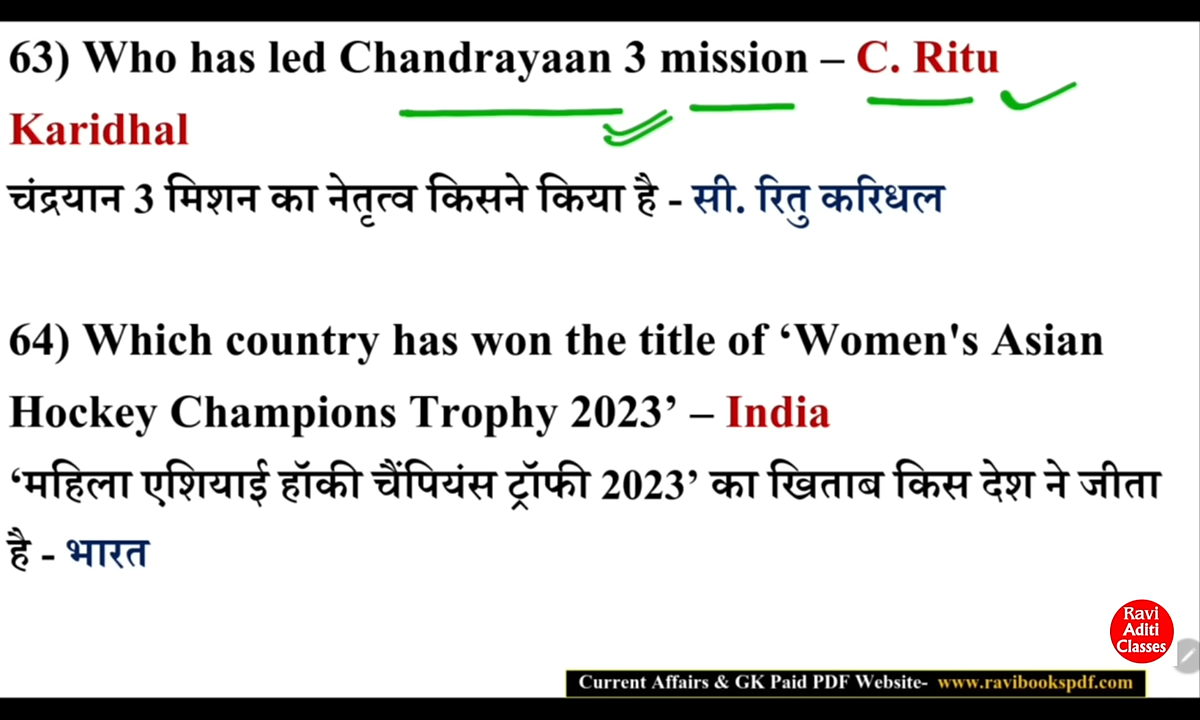 63) Who has led Chandrayaan 3 mission – C. Ritu
Karidhal
चंद्रयान 3 मिशन का नेतृत्व किसने किया है - सी. रितु करिधल
64) Which country has won the title of ‘Women's Asian
Hockey Champions Trophy 2023’ – India
‘महिला एशियाई हॉकी चैंपियंस ट्रॉफी 2023’ का खिताब किस देश ने जीता
है - भारत
Ravi
Aditi
Classes
Current Affairs & GK Paid PDF Website- www.ravibookspdf.com